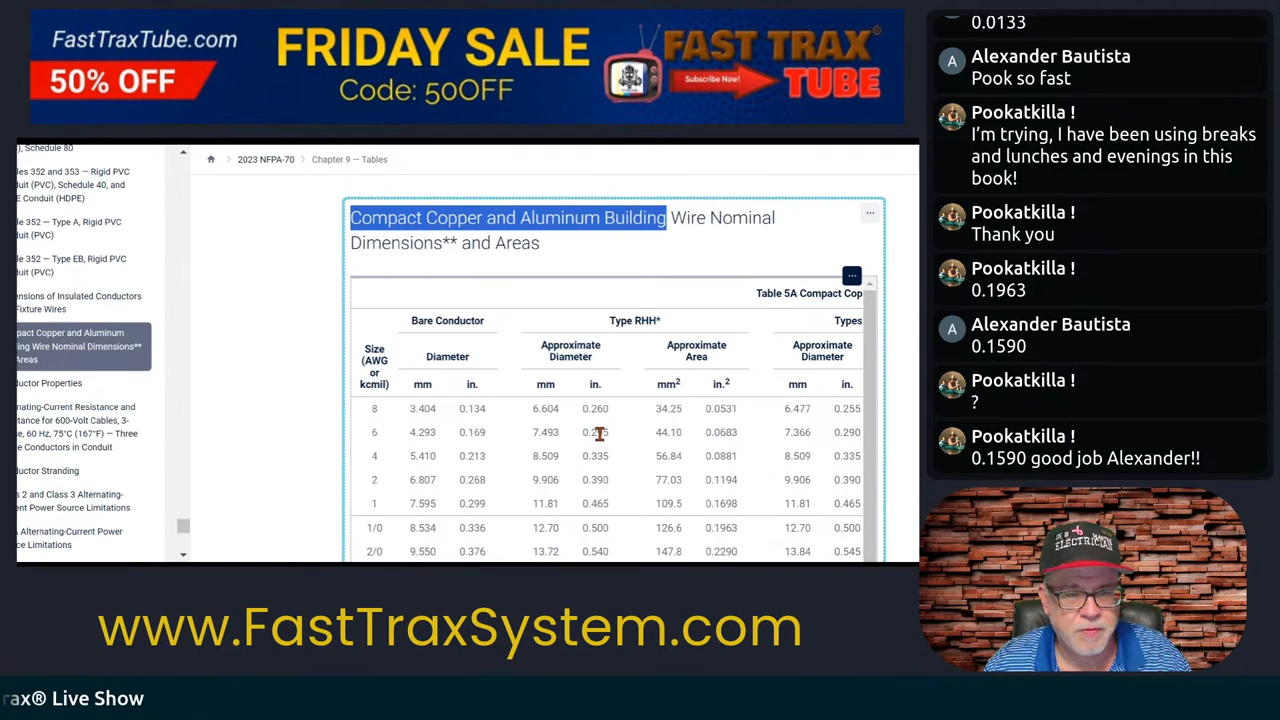 FastTraxTube.com
50% OFF
FRIDAY SALE
Code: 50OFF
FAST TRAX®
Subscribe Now!
TUBE
), Schedule 80
les 352 and 353 — Rigid PVC
uit (PVC), Schedule 40, and
E Conduit (HDPE)
le 352 — Type A, Rigid PVC
uit (PVC)
le 352 — Type EB, Rigid PVC
uit (PVC)
ensions of Insulated Conductors
Fixture Wires
pact Copper and Aluminum
ing Wire Nominal Dimensions**
Areas
ductor Properties
rnating-Current Resistance and
tance for 600-Volt Cables, 3-
se, 60 Hz, 75°C (167°F) — Three
e Conductors in Conduit
ductor Stranding
s 2 and Class 3 Alternating-
ent Power Source Limitations
Alternating-Current Power
ce Limitations
2023 NFPA-70 > Chapter 9 — Tables
Compact Copper and Aluminum Building Wire Nominal
Dimensions** and Areas
Table 5A Compact Cop
Bare Conductor Type RHH* Types
Size (AWG or kcmil) Diameter Approximate Diameter Approximate Area Approximate Diameter
mm in. mm in. mm² in.² mm in.
8 3.404 0.134 6.604 0.260 34.25 0.0531 6.477 0.255
6 4.293 0.169 7.493 44.10 0.0683 7.366 0.290
4 5.410 0.213 8.509 0.335 56.84 0.0881 8.509 0.335
2 6.807 0.268 9.906 0.390 77.03 0.1194 9.906 0.390
1 7.595 0.299 11.81 0.465 109.5 0.1698 11.81 0.465
1/0 8.534 0.336 12.70 0.500 126.6 0.1963 12.70 0.500
2/0 9.550 0.376 13.72 0.540 147.8 0.2290 13.84 0.545
0.0133
A
Alexander Bautista
Pook so fast
Pookatkilla !
I’m trying, I have been using breaks
and lunches and evenings in this
book!
Pookatkilla !
Thank you
Pookatkilla !
0.1963
A
Alexander Bautista
0.1590
Pookatkilla !
?
Pookatkilla !
0.1590 good job Alexander!!
ELECTRICIAN
www.FastTraxSystem.com
rax® Live Show